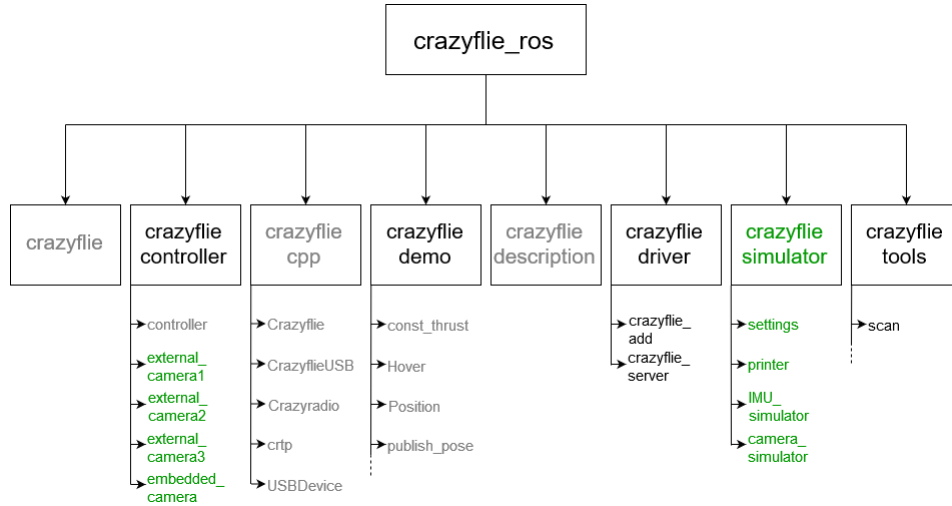 crazyflie_ros
crazyflie
crazyflie
controller
crazyflie
cpp
crazyflie
demo
crazyflie
description
crazyflie
driver
crazyflie
simulator
crazyflie
tools
controller
external_
camera1
external_
camera2
external_
camera3
embedded_
camera
Crazyflie
CrazyflieUSB
Crazyradio
crtp
USBDevice
const_thrust
Hover
Position
publish_pose
crazyflie_
add
crazyflie_
server
settings
printer
IMU_
simulator
camera_
simulator
scan